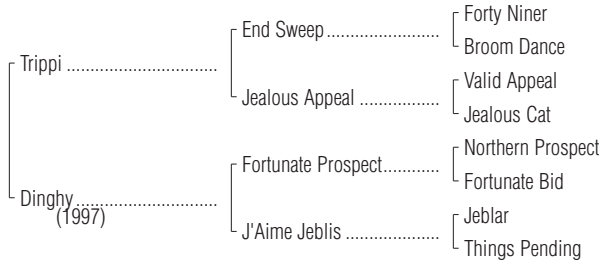 Forty Niner
End Sweep
Broom Dance
Trippi
Valid Appeal
Jealous Appeal
Jealous Cat
Northern Prospect
Fortunate Prospect
Fortunate Bid
Dinghy
(1997)
Jeblar
J'Aime Jeblis
Things Pending